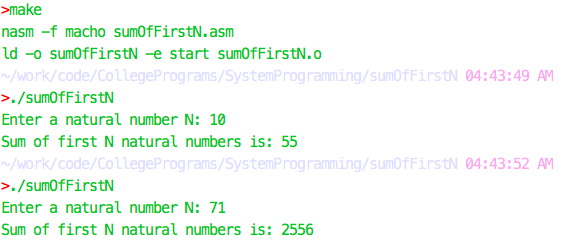 >make
nasm -f macho sumOfFirstN.asm
ld -o sumOfFirstN -e start sumOfFirstN.o
~/work/code/CollegePrograms/SystemProgramming/sumOfFirstN 04:43:49 AM
>./sumOfFirstN
Enter a natural number N: 10
Sum of first N natural numbers is: 55
~/work/code/CollegePrograms/SystemProgramming/sumOfFirstN 04:43:52 AM
>./sumOfFirstN
Enter a natural number N: 71
Sum of first N natural numbers is: 2556